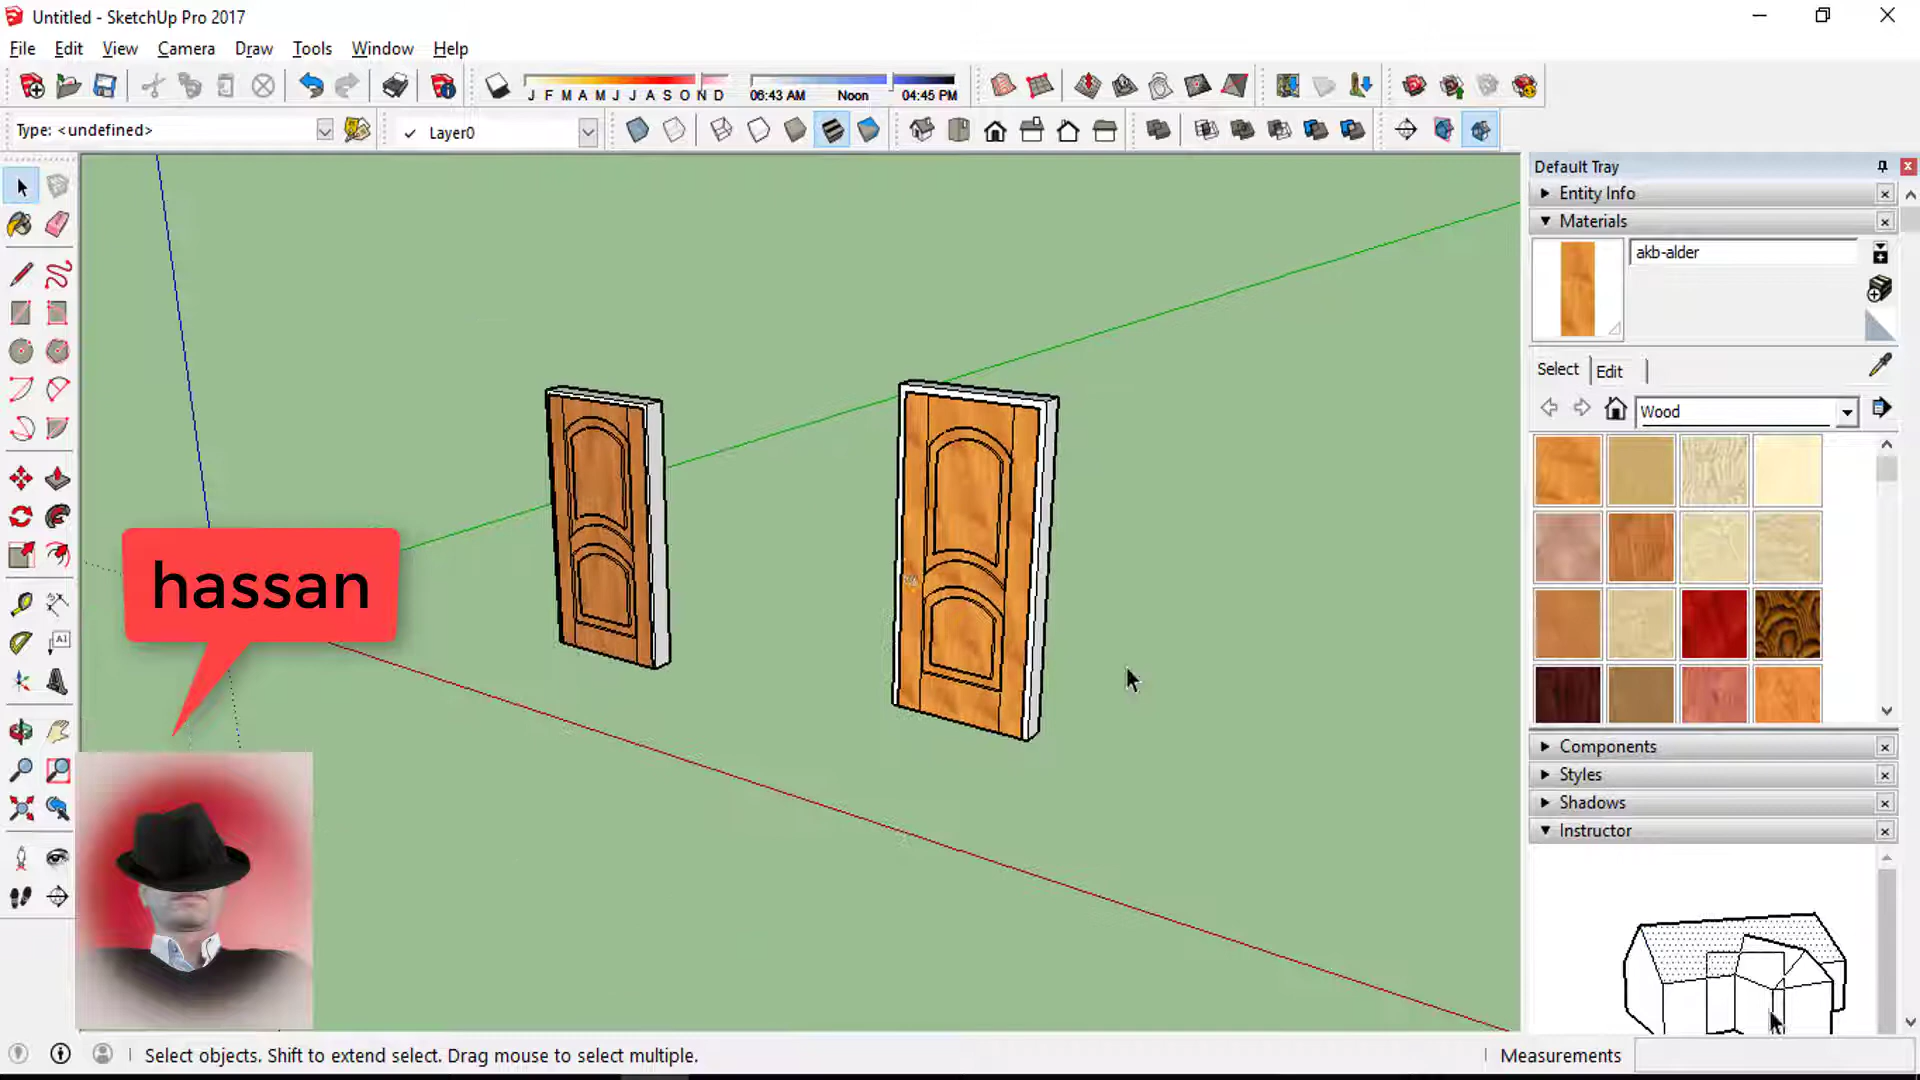 Untitled - SketchUp Pro 2017
File Edit View Camera Draw Tools Window Help
J F M A M J J A S O N D 06:43 AM Noon 04:45 PM
Type: <undefined> Layer0
Default Tray
Entity Info
Materials
akb-alder
Select Edit
Wood
hassan
A1
Components
Styles
Shadows
Instructor
Select objects. Shift to extend select. Drag mouse to select multiple. Measurements